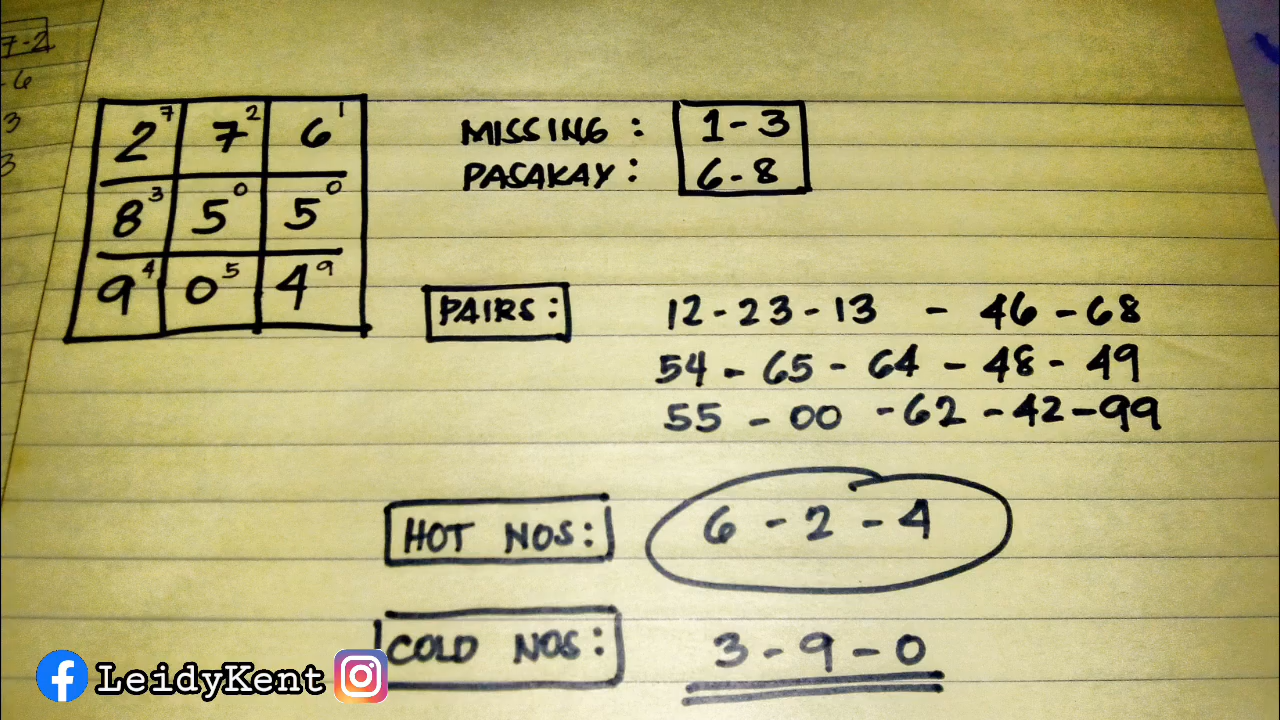 7-2
-6
3
3
2⁷ 7² 6¹
8³ 5⁰ 5⁰
9⁴ 0⁵ 4⁹
MISSING : 1 - 3
PASAKAY : 6 - 8
PAIRS : 12 - 23 - 13 - 46 - 68
54 - 65 - 64 - 48 - 49
55 - 00 - 62 - 42 - 99
HOT NOS: 6 - 2 - 4
COLD NOS: 3 - 9 - 0
LeidyKent